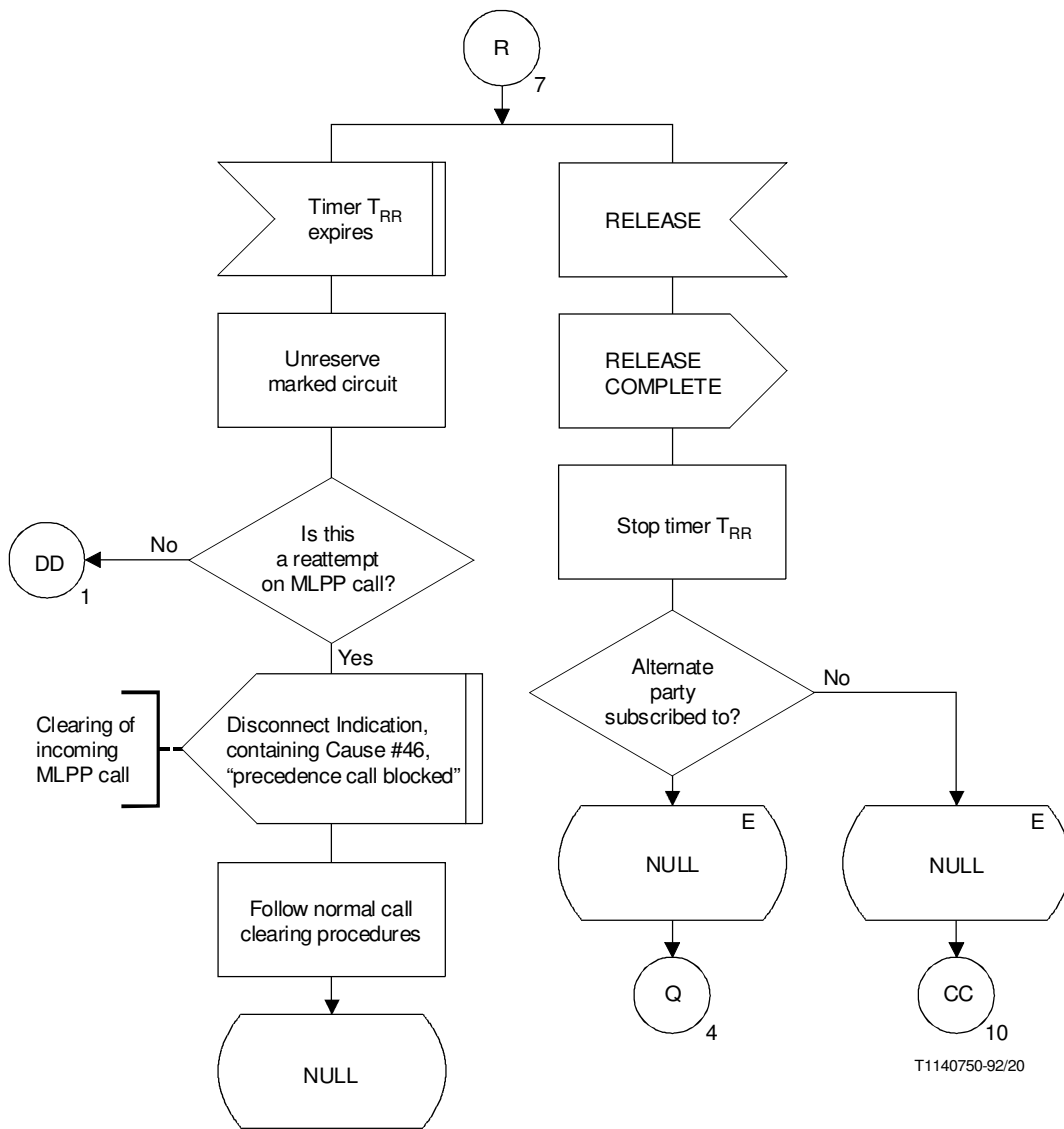 R
7
Timer TRR
expires
RELEASE
Unreserve
marked circuit
RELEASE
COMPLETE
Stop timer TRR
Is this
a reattempt
on MLPP call?
No
DD
1
Yes
Alternate
party
subscribed to?
No
Clearing of
incoming
MLPP call
Disconnect Indication,
containing Cause #46,
“precedence call blocked”
E
NULL
E
NULL
Follow normal call
clearing procedures
Q
4
CC
10
NULL
T1140750-92/20